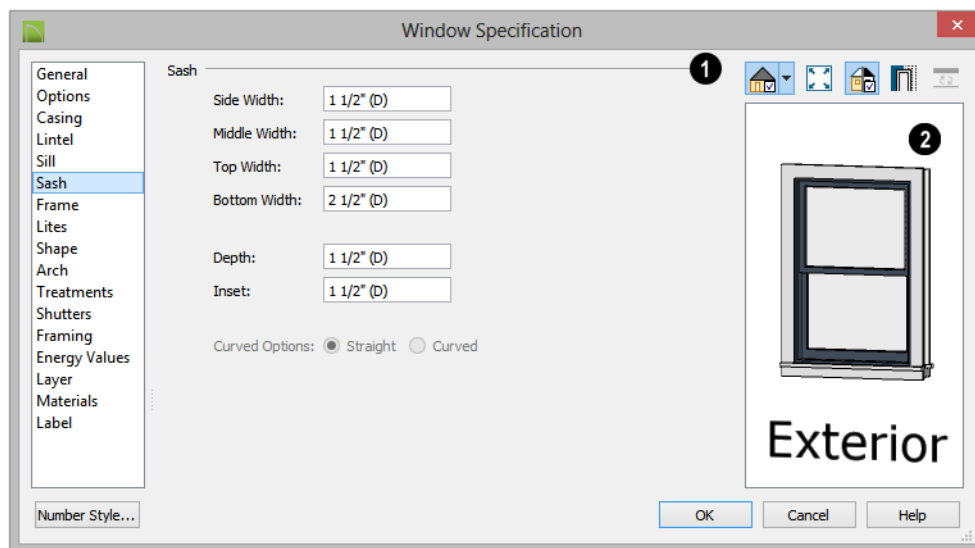 Window Specification
General
Options
Casing
Lintel
Sill
Sash
Frame
Lites
Shape
Arch
Treatments
Shutters
Framing
Energy Values
Layer
Materials
Label
Number Style...
Sash
Side Width: 1 1/2" (D)
Middle Width: 1 1/2" (D)
Top Width: 1 1/2" (D)
Bottom Width: 2 1/2" (D)
Depth: 1 1/2" (D)
Inset: 1 1/2" (D)
Curved Options: Straight Curved
1
2
Exterior
OK Cancel Help